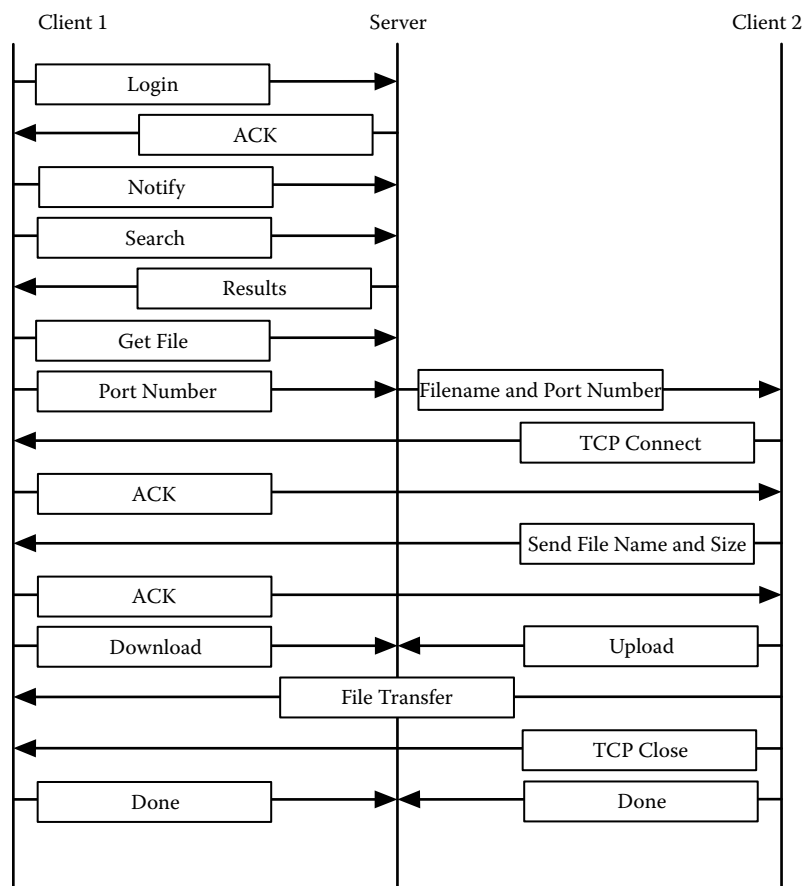 Client 1
Server
Client 2
Login
ACK
Notify
Search
Results
Get File
Port Number
Filename and Port Number
TCP Connect
ACK
Send File Name and Size
ACK
Download
Upload
File Transfer
TCP Close
Done
Done